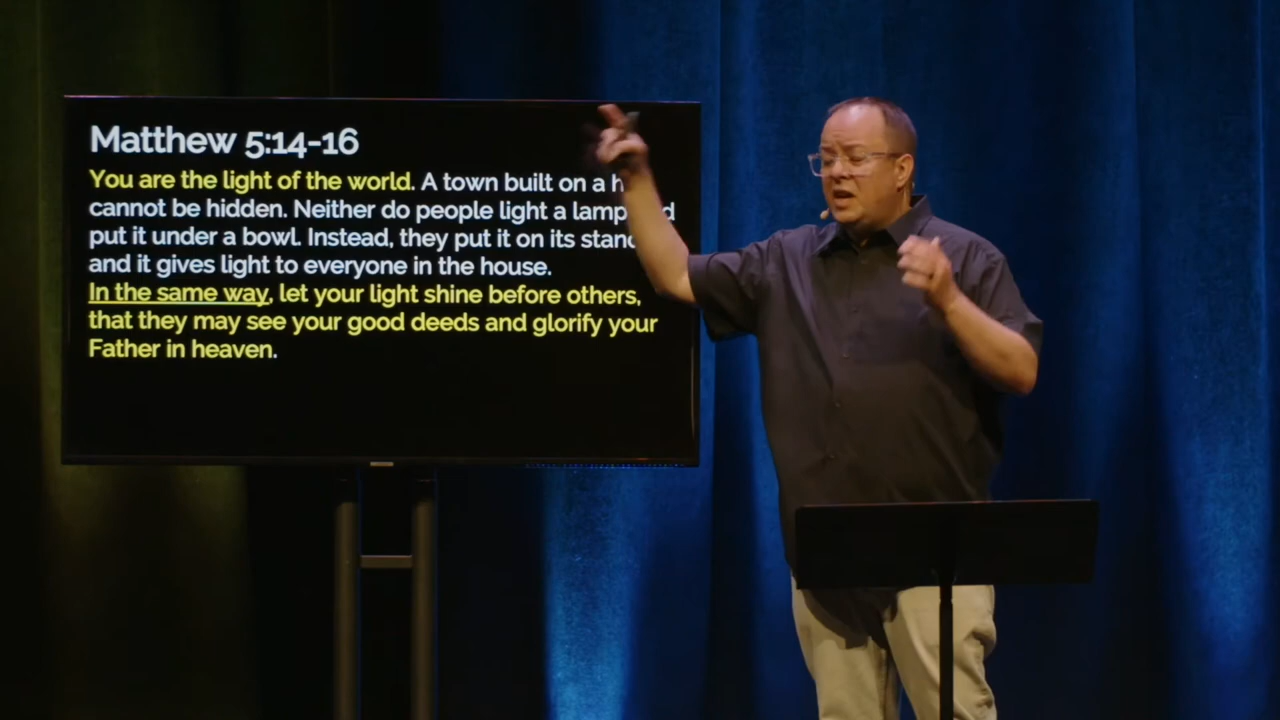 Matthew 5:14-16
You are the light of the world. A town built on a
cannot be hidden. Neither do people light a lamp
put it under a bowl. Instead, they put it on its stand
and it gives light to everyone in the house.
In the same way, let your light shine before others,
that they may see your good deeds and glorify your
Father in heaven.